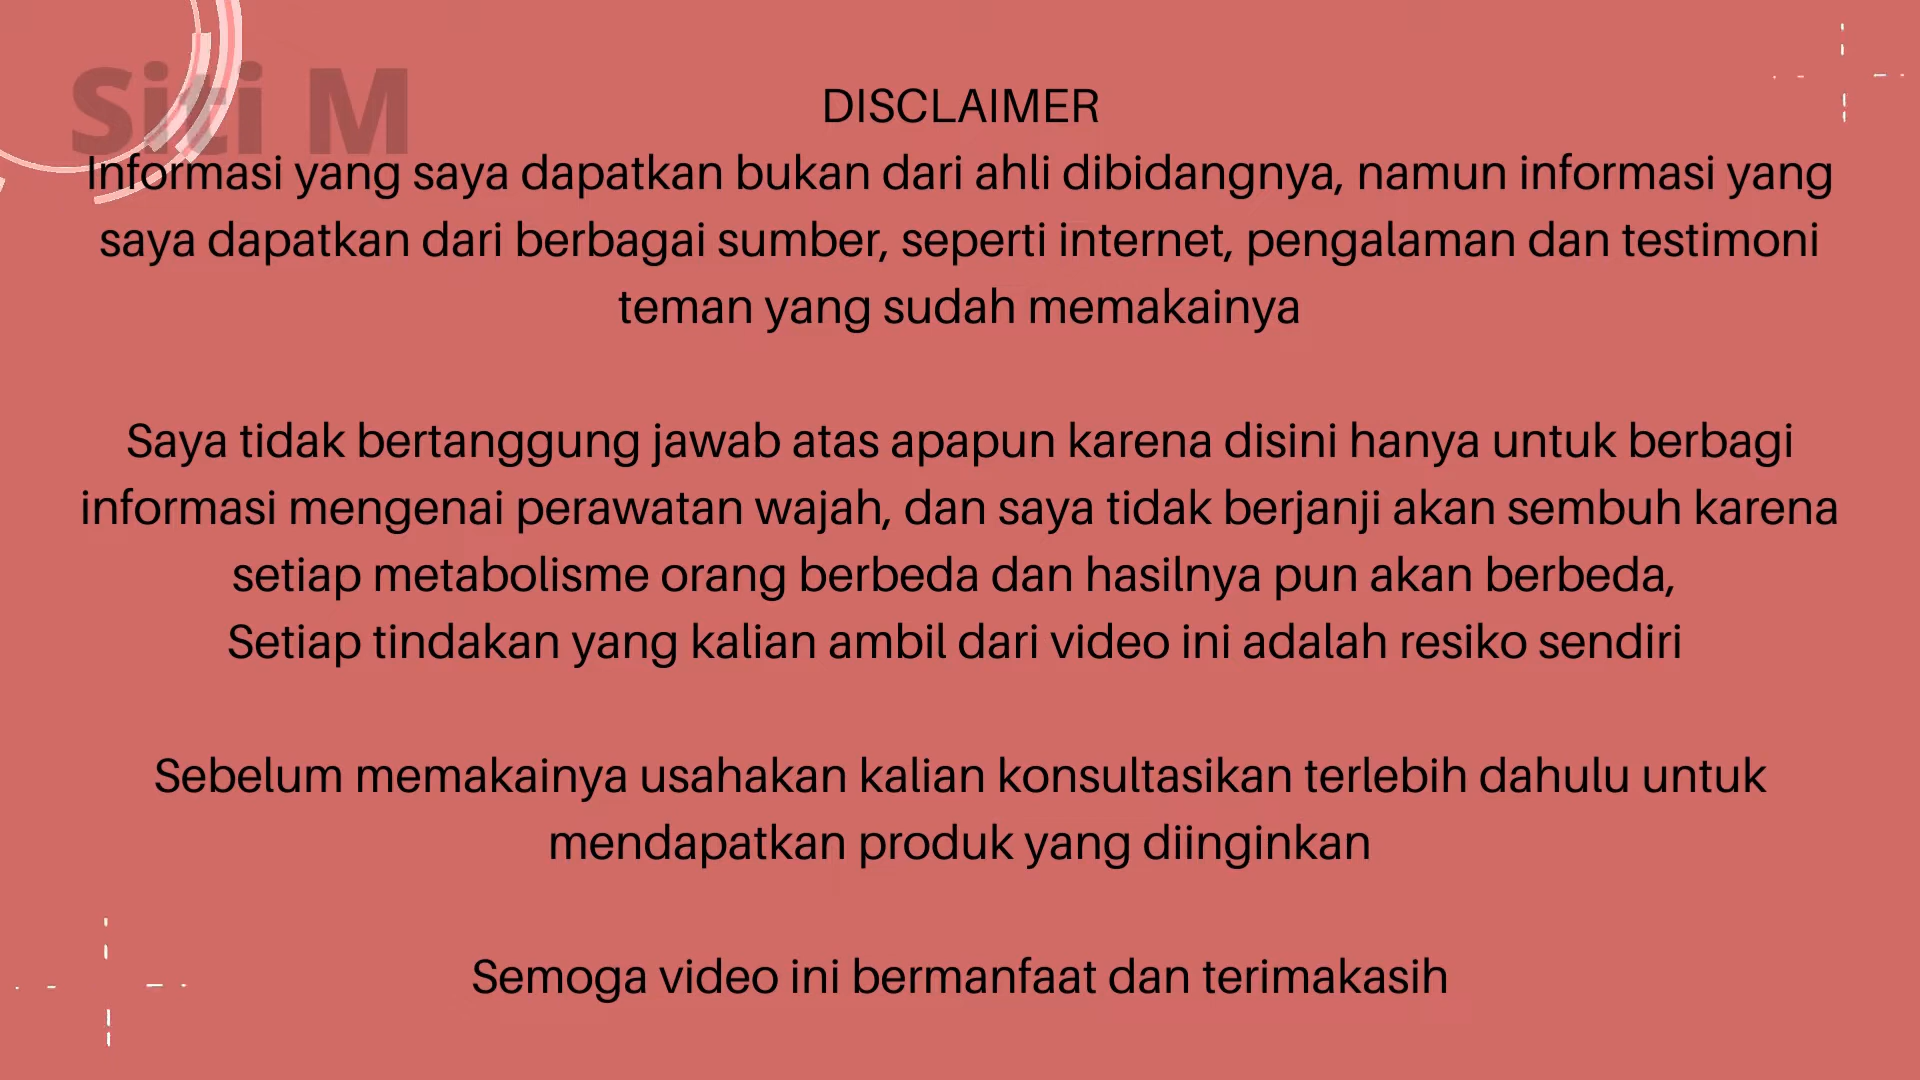 Siti M
DISCLAIMER
Informasi yang saya dapatkan bukan dari ahli dibidangnya, namun informasi yang
saya dapatkan dari berbagai sumber, seperti internet, pengalaman dan testimoni
teman yang sudah memakainya
Saya tidak bertanggung jawab atas apapun karena disini hanya untuk berbagi
informasi mengenai perawatan wajah, dan saya tidak berjanji akan sembuh karena
setiap metabolisme orang berbeda dan hasilnya pun akan berbeda,
Setiap tindakan yang kalian ambil dari video ini adalah resiko sendiri
Sebelum memakainya usahakan kalian konsultasikan terlebih dahulu untuk
mendapatkan produk yang diinginkan
Semoga video ini bermanfaat dan terimakasih